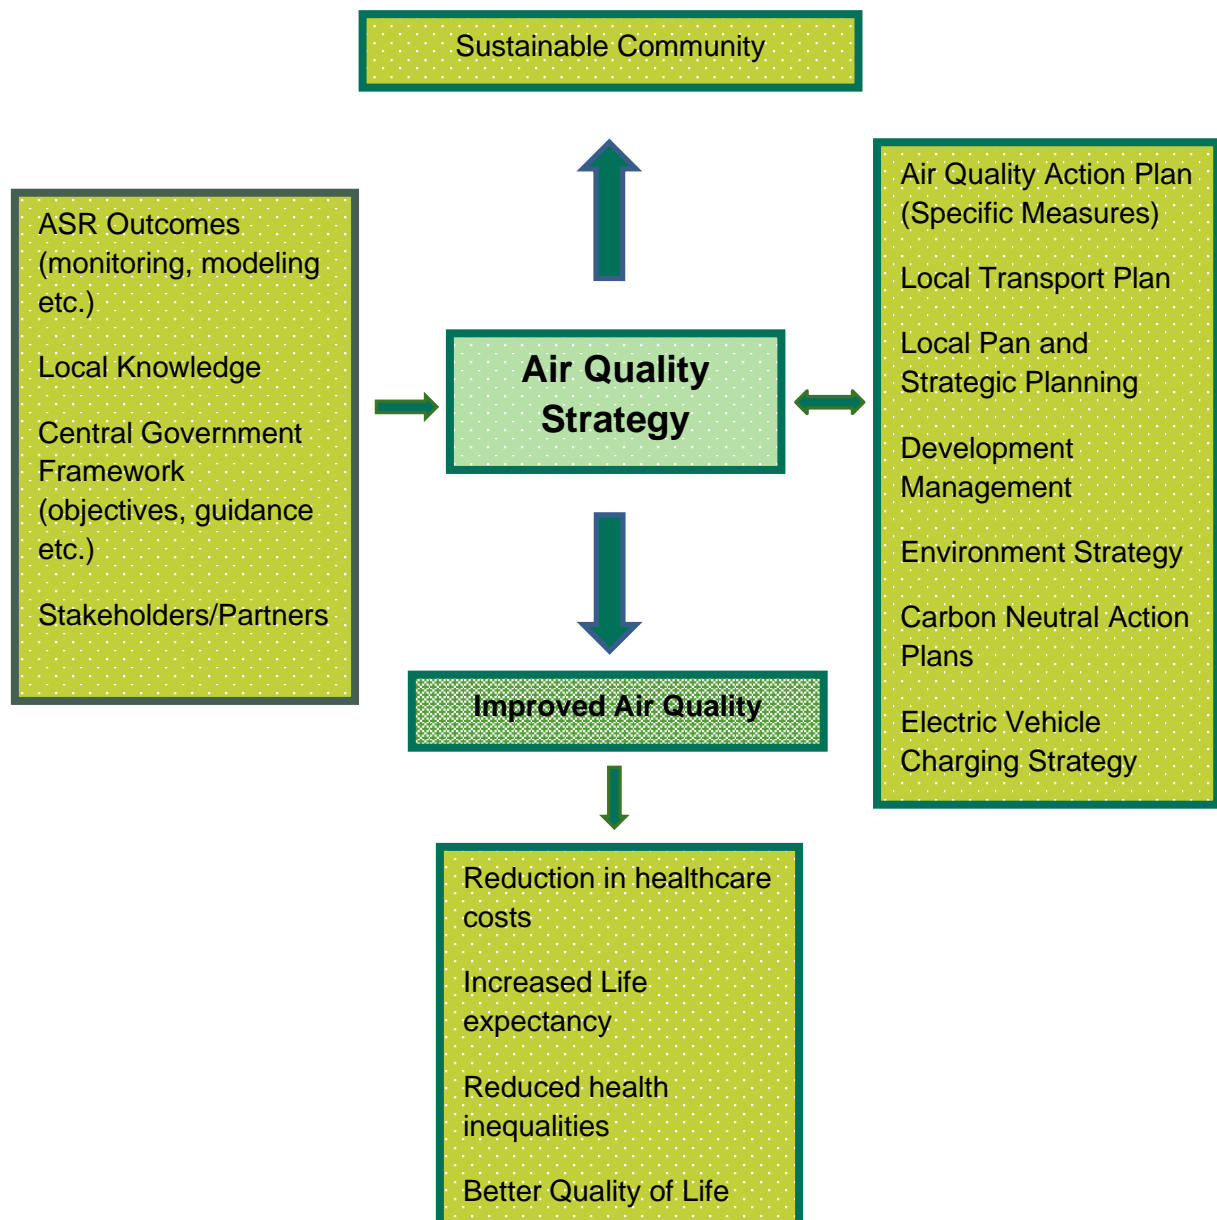 Sustainable Community
ASR Outcomes
(monitoring, modeling
etc.)
Local Knowledge
Central Government
Framework
(objectives, guidance
etc.)
Stakeholders/Partners
Air Quality
Strategy
Air Quality Action Plan
(Specific Measures)
Local Transport Plan
Local Pan and
Strategic Planning
Development
Management
Environment Strategy
Carbon Neutral Action
Plans
Electric Vehicle
Charging Strategy
Improved Air Quality
Reduction in healthcare
costs
Increased Life
expectancy
Reduced health
inequalities
Better Quality of Life